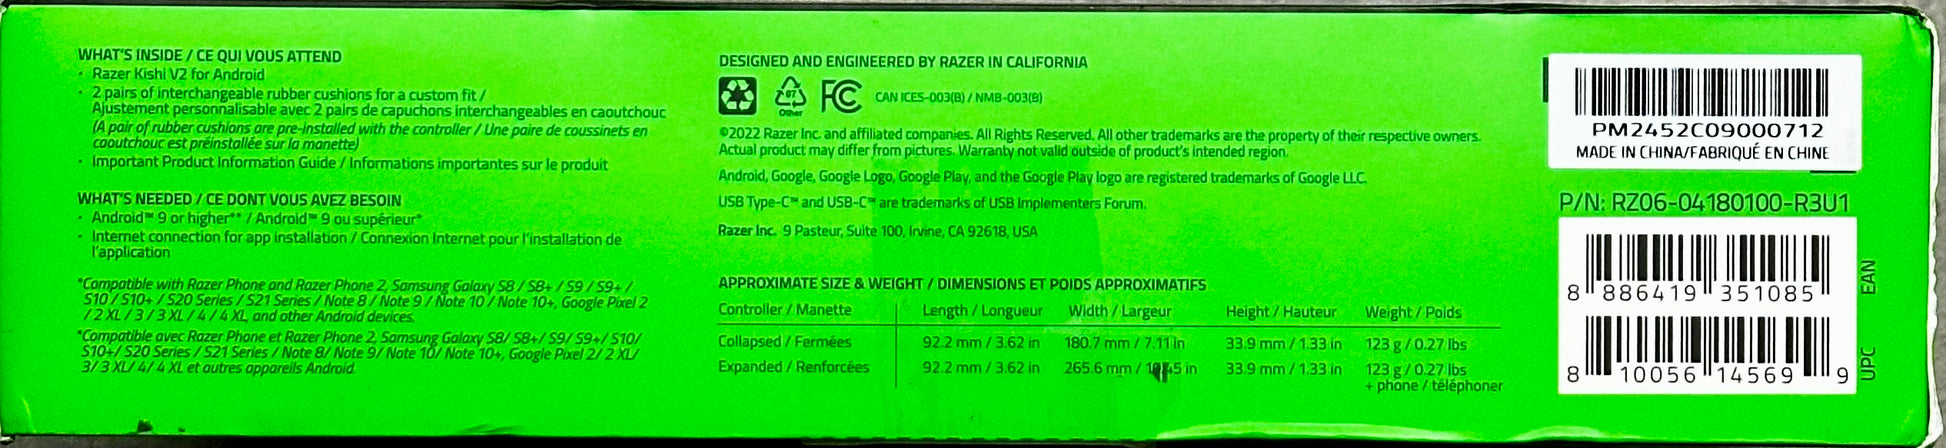 WHAT'S INSIDE / CE QUI VOUS ATTEND
· Razer Kishi V2 for Android
· 2 pairs of interchangeable rubber cushions for a custom fit /
Ajustement personnalisable avec 2 pairs de capuchons interchangeables en caoutchouc
(A pair of rubber cushions are pre-installed with the controller / Une paire de coussinets en
caoutchouc est préinstallée sur la manette)
· Important Product Information Guide / Informations importantes sur le produit
WHAT'S NEEDED / CE DONT VOUS AVEZ BESOIN
· Android™ 9 or higher** / Android™ 9 ou supérieur*
· Internet connection for app installation / Connexion Internet pour l'installation de
l'application
*Compatible with Razer Phone and Razer Phone 2, Samsung Galaxy S8 / S8+ / S9 / S9+ /
S10 / S10+ / S20 Series / S21 Series / Note 8 / Note 9 / Note 10 / Note 10+, Google Pixel 2
/ 2 XL / 3 / 3 XL / 4 / 4 XL, and other Android devices.
*Compatible avec Razer Phone et Razer Phone 2, Samsung Galaxy S8/ S8+/ S9/ S9+/ S10/
S10+/ S20 Series / S21 Series / Note 8/ Note 9/ Note 10/ Note 10+, Google Pixel 2/ 2 XL/
3/ 3 XL/ 4/ 4 XL et autres appareils Android.
DESIGNED AND ENGINEERED BY RAZER IN CALIFORNIA
07
Other
FC
CAN ICES-003(B) / NMB-003(B)
©2022 Razer Inc. and affiliated companies. All Rights Reserved. All other trademarks are the property of their respective owners.
Actual product may differ from pictures. Warranty not valid outside of product's intended region.
Android, Google, Google Logo, Google Play, and the Google Play logo are registered trademarks of Google LLC.
USB Type-C™ and USB-C™ are trademarks of USB Implementers Forum.
Razer Inc. 9 Pasteur, Suite 100, Irvine, CA 92618, USA
APPROXIMATE SIZE & WEIGHT / DIMENSIONS ET POIDS APPROXIMATIFS
Controller / Manette Length / Longueur Width / Largeur Height / Hauteur Weight / Poids
Collapsed / Fermées 92.2 mm / 3.62 in 180.7 mm / 7.11 in 33.9 mm / 1.33 in 123 g / 0.27 lbs
Expanded / Renforcées 92.2 mm / 3.62 in 265.6 mm / in 33.9 mm / 1.33 in 123 g / 0.27 lbs
+ phone / téléphoner
PM2452C09000712
MADE IN CHINA/FABRIQUÉ EN CHINE
P/N: RZ06-04180100-R3U1
8 886419 351085
EAN
8 10056 14569 9
UPC